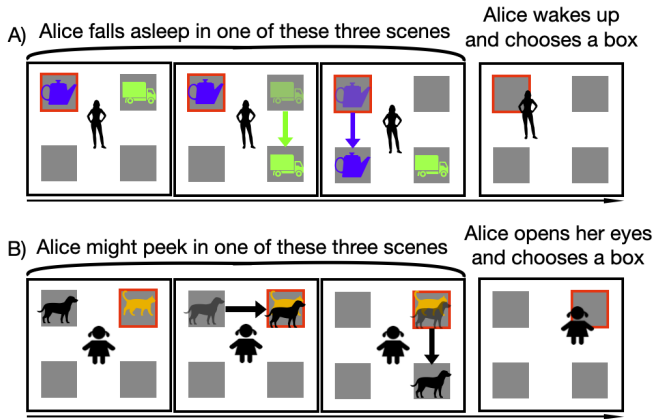 A) Alice falls asleep in one of these three scenes
Alice wakes up
and chooses a box
B) Alice might peek in one of these three scenes
Alice opens her eyes
and chooses a box